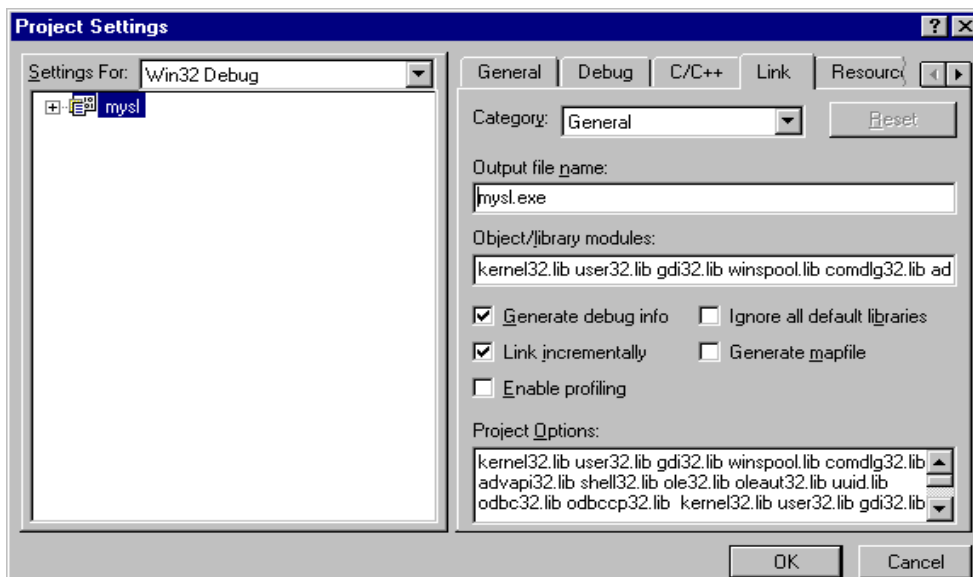 Project Settings
Settings For: Win32 Debug
mysl
General Debug C/C++ Link Resourc
Category: General Reset
Output file name:
mysl.exe
Object/library modules:
kernel32.lib user32.lib gdi32.lib winspool.lib comdlg32.lib ad
Generate debug info Ignore all default libraries
Link incrementally Generate mapfile
Enable profiling
Project Options:
kernel32.lib user32.lib gdi32.lib winspool.lib comdlg32.lib
advapi32.lib shell32.lib ole32.lib oleaut32.lib uuid.lib
odbc32.lib odbccp32.lib kernel32.lib user32.lib gdi32.lib
OK Cancel